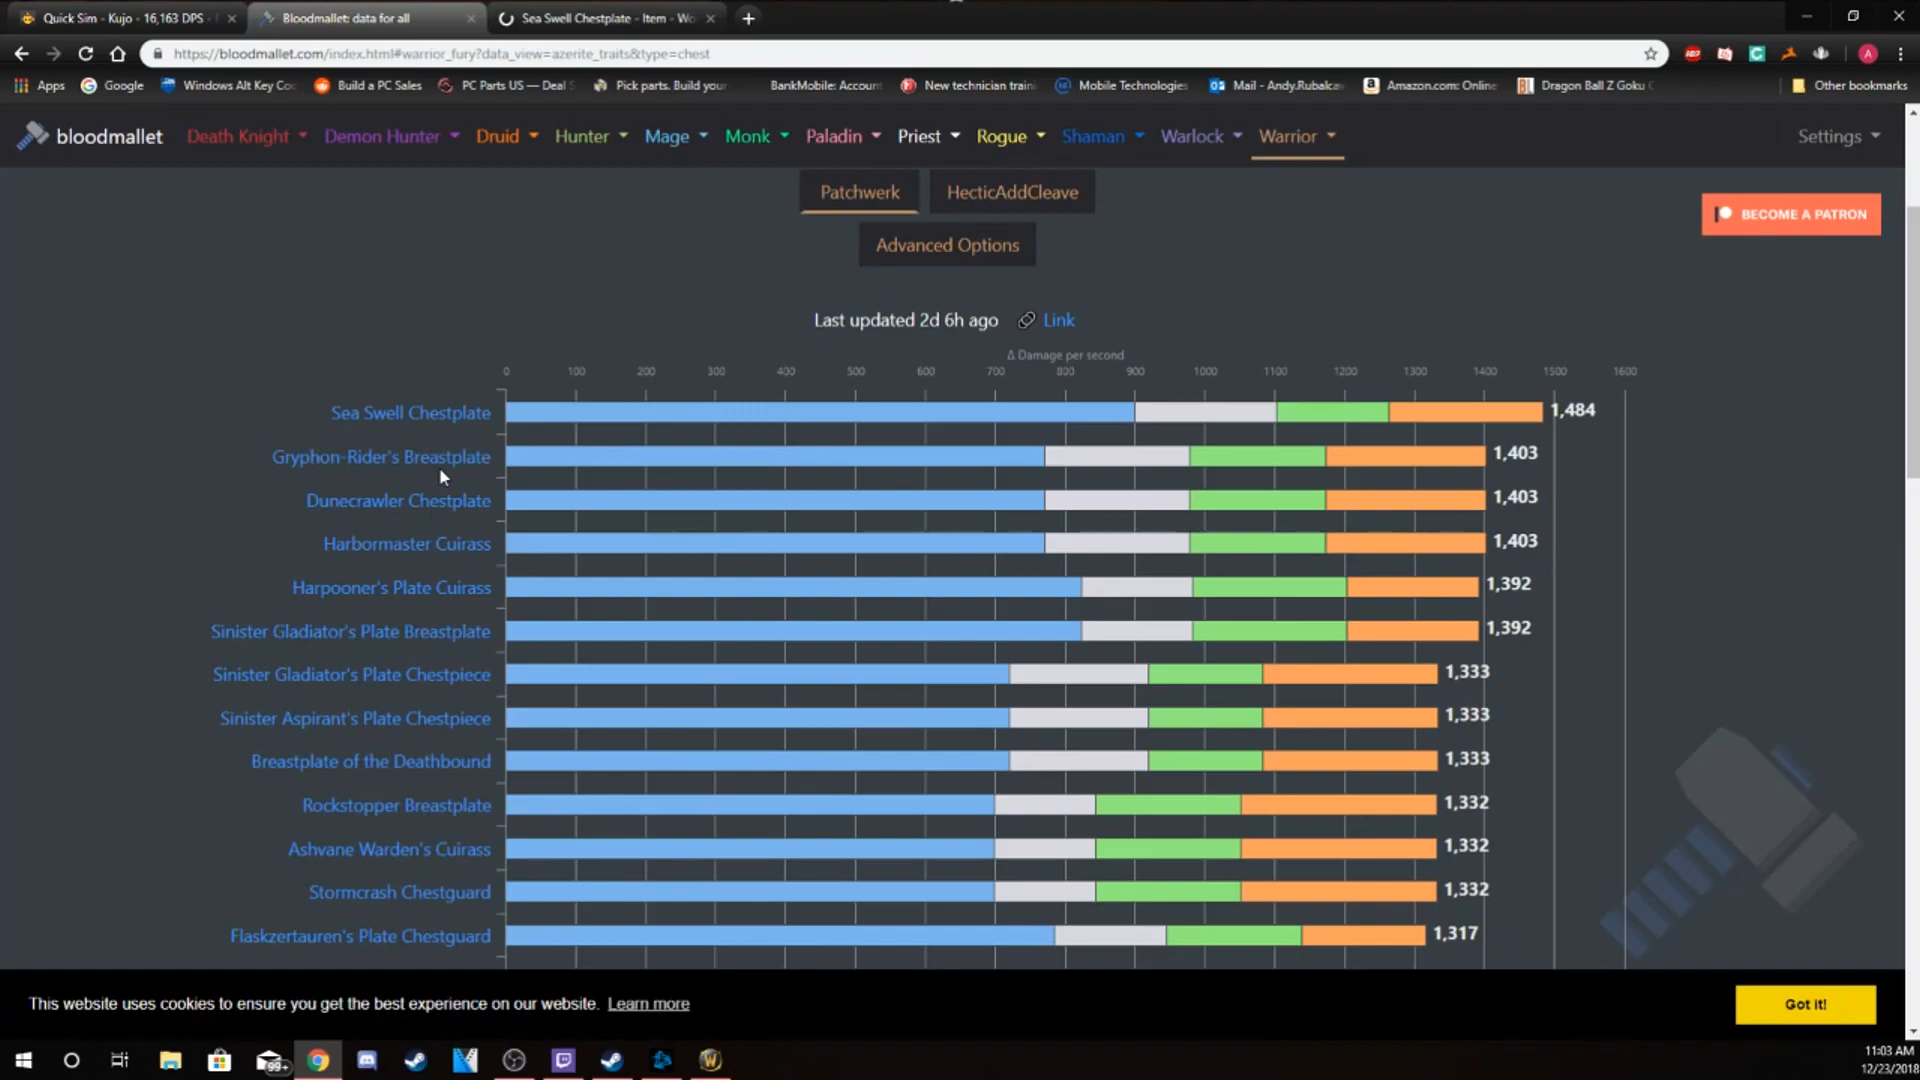 Quick Sim - Kujo - 16,163 DPS -
Bloodmallet: data for all
Sea Swell Chestplate - Item - Wo
https://bloodmallet.com/index.html#warrior_fury?data_view=azerite_traits&type=chest
Apps
Google
Windows Alt Key Co
Build a PC Sales
PC Parts US — Deal S
Pick parts. Build your
BankMobile: Account
New technician train
Mobile Technologies
Mail - Andy.Rubalca
Amazon.com: Online
Dragon Ball Z Goku
Other bookmarks
bloodmallet
Death Knight
Demon Hunter
Druid
Hunter
Mage
Monk
Paladin
Priest
Rogue
Shaman
Warlock
Warrior
Settings
Patchwerk
HecticAddCleave
BECOME A PATRON
Advanced Options
Last updated 2d 6h ago
Link
Δ Damage per second
0 100 200 300 400 500 600 700 800 900 1000 1100 1200 1300 1400 1500 1600
Sea Swell Chestplate 1,484
Gryphon-Rider's Breastplate 1,403
Dunecrawler Chestplate 1,403
Harbormaster Cuirass 1,403
Harpooner's Plate Cuirass 1,392
Sinister Gladiator's Plate Breastplate 1,392
Sinister Gladiator's Plate Chestpiece 1,333
Sinister Aspirant's Plate Chestpiece 1,333
Breastplate of the Deathbound 1,333
Rockstopper Breastplate 1,332
Ashvane Warden's Cuirass 1,332
Stormcrash Chestguard 1,332
Flaskzertauren's Plate Chestguard 1,317
This website uses cookies to ensure you get the best experience on our website. Learn more
Got it!
99+
11:03 AM
12/23/2018